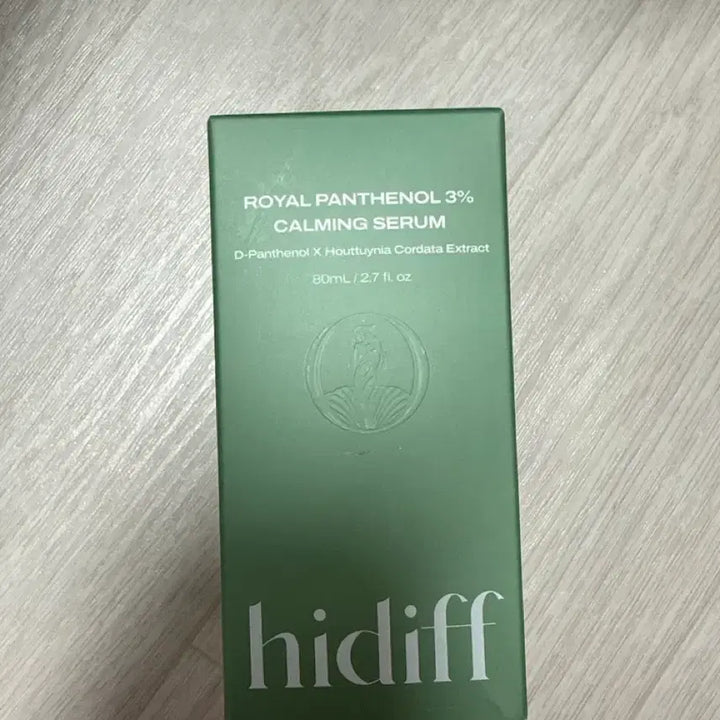 ROYAL PANTHENOL 3%
CALMING SERUM
D-Panthenol X Houttuynia Cordata Extract
80mL / 2.7 fl. oz
hidiff